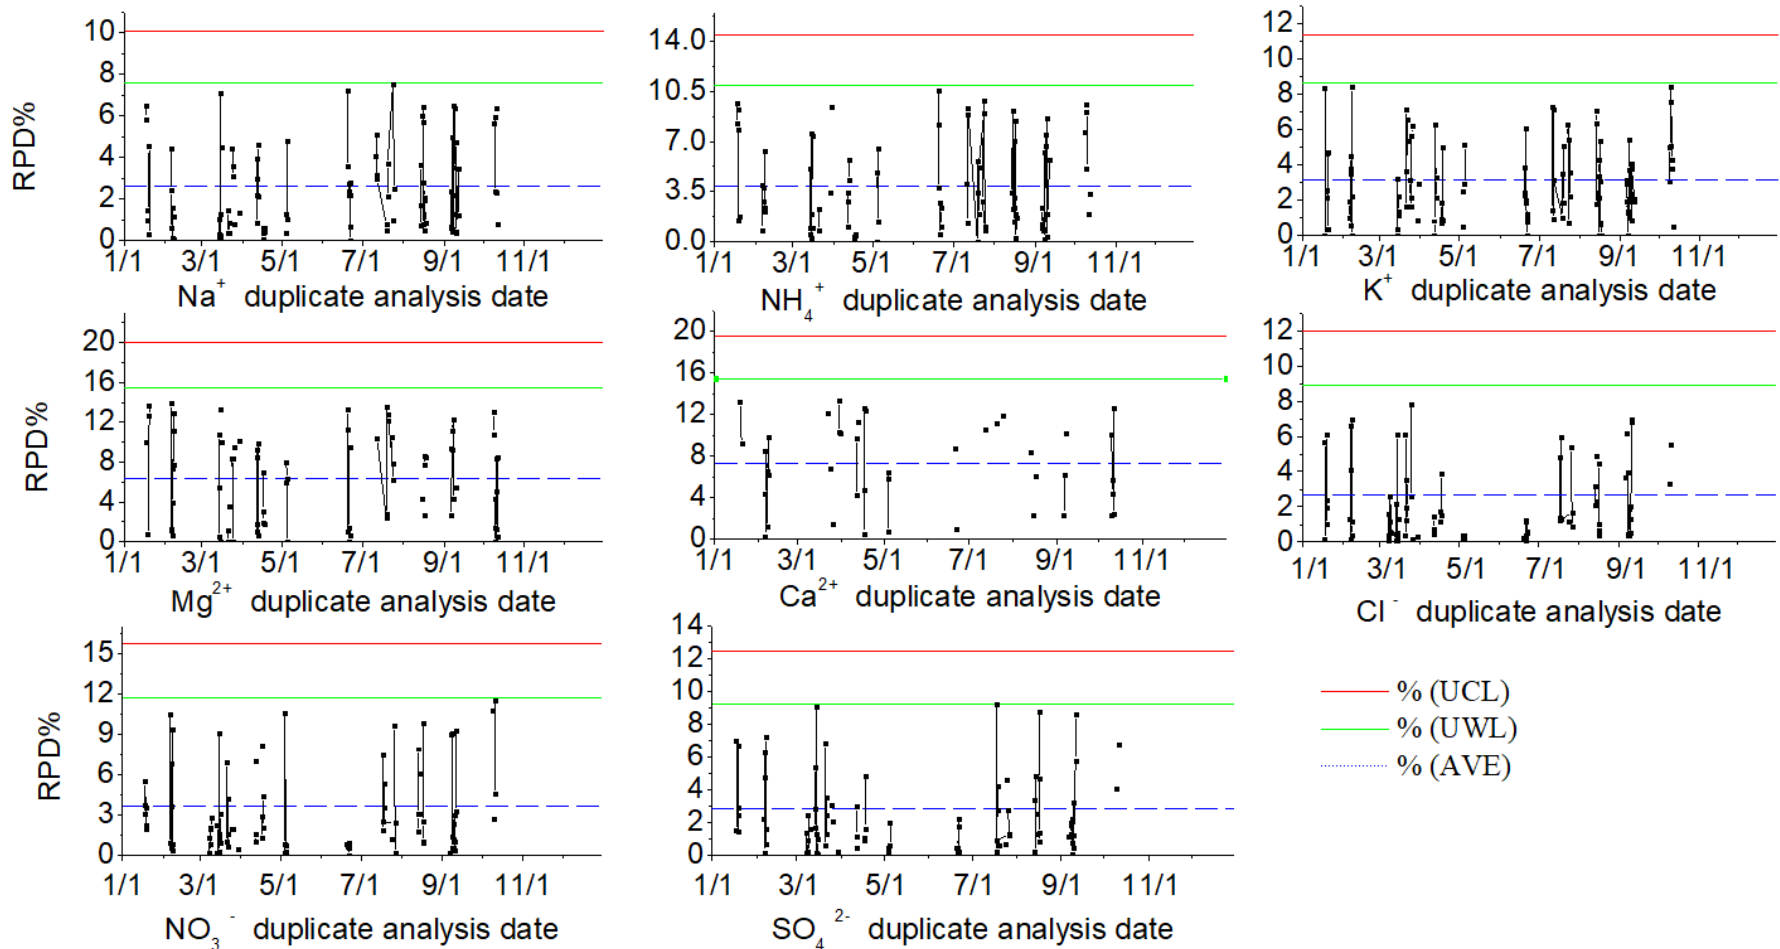 RPD%
10
8
6
4
2
0
1/1 3/1 5/1 7/1 9/1 11/1
Na+ duplicate analysis date
14.0
10.5
7.0
3.5
0.0
1/1 3/1 5/1 7/1 9/1 11/1
NH4+ duplicate analysis date
12
10
8
6
4
2
0
1/1 3/1 5/1 7/1 9/1 11/1
K+ duplicate analysis date
RPD%
20
16
12
8
4
0
1/1 3/1 5/1 7/1 9/1 11/1
Mg2+ duplicate analysis date
20
16
12
8
4
0
1/1 3/1 5/1 7/1 9/1 11/1
Ca2+ duplicate analysis date
12
10
8
6
4
2
0
1/1 3/1 5/1 7/1 9/1 11/1
Cl- duplicate analysis date
RPD%
15
12
9
6
3
0
1/1 3/1 5/1 7/1 9/1 11/1
NO3- duplicate analysis date
14
12
10
8
6
4
2
0
1/1 3/1 5/1 7/1 9/1 11/1
SO42- duplicate analysis date
% (UCL)
% (UWL)
% (AVE)